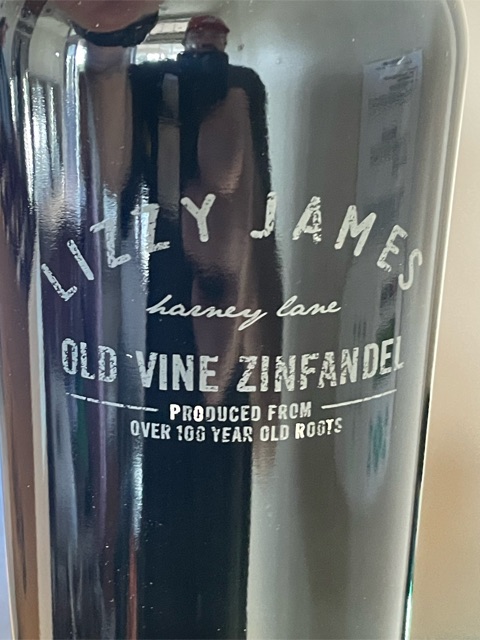 LIZZY JAMES
harney lane
OLD VINE ZINFANDEL
PRODUCED FROM
OVER 100 YEAR OLD ROOTS